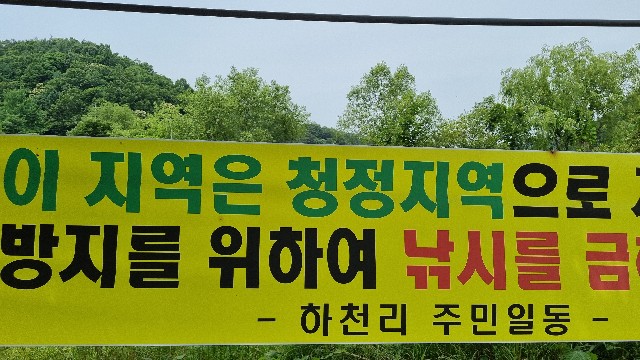 이 지역은 청정지역으로
방지를 위하여 낚시를 금
- 하천리 주민일동 -